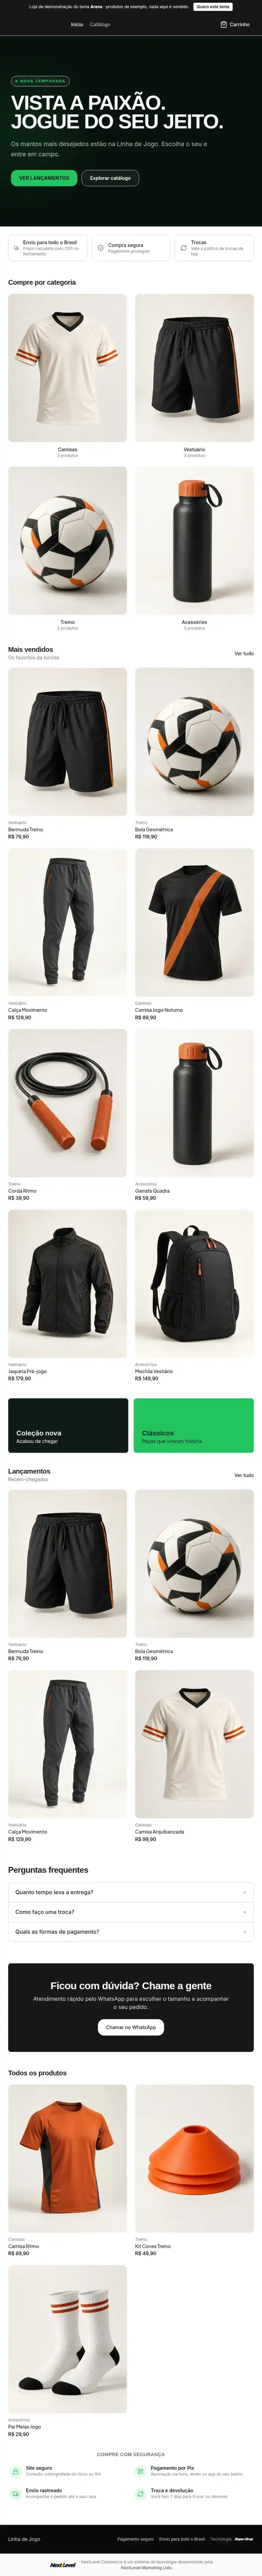 Loja de demonstração do tema Arena · produtos de exemplo, nada aqui é vendido. Quero este tema
Início Catálogo Carrinho
NOVA TEMPORADA
VISTA A PAIXÃO.
JOGUE DO SEU JEITO.
Os mantos mais desejados estão na Linha de Jogo. Escolha o seu e
entre em campo.
VER LANÇAMENTOS Explorar catálogo
Envio para todo o Brasil
Prazo calculado pelo CEP no
fechamento
Compra segura
Pagamento protegido
Trocas
Veja a política de trocas da
loja
Compre por categoria
Camisas
3 produtos
Vestuário
3 produtos
Treino
3 produtos
Acessórios
3 produtos
Mais vendidos
Os favoritos da torcida
Ver tudo
Vestuário
Bermuda Treino
R$ 79,90
Treino
Bola Geométrica
R$ 119,90
Vestuário
Calça Movimento
R$ 129,90
Camisas
Camisa Jogo Noturno
R$ 89,90
Treino
Corda Ritmo
R$ 39,90
Acessórios
Garrafa Quadra
R$ 59,90
Vestuário
Jaqueta Pré-jogo
R$ 179,90
Acessórios
Mochila Vestiário
R$ 149,90
Coleção nova
Acabou de chegar
Clássicos
Peças que viraram história
Lançamentos
Recém-chegados
Ver tudo
Vestuário
Bermuda Treino
R$ 79,90
Treino
Bola Geométrica
R$ 119,90
Vestuário
Calça Movimento
R$ 129,90
Camisas
Camisa Arquibancada
R$ 99,90
Perguntas frequentes
Quanto tempo leva a entrega?
Como faço uma troca?
Quais as formas de pagamento?
Ficou com dúvida? Chame a gente
Atendimento rápido pelo WhatsApp para escolher o tamanho e acompanhar
o seu pedido.
Chamar no WhatsApp
Todos os produtos
Camisas
Camisa Ritmo
R$ 89,90
Treino
Kit Cones Treino
R$ 49,90
Acessórios
Par Meias Jogo
R$ 29,90
COMPRE COM SEGURANÇA
Site seguro
Conexão criptografada do início ao fim
Pagamento por Pix
Aprovação na hora, direto no app do seu banco
Envio rastreado
Acompanhe o pedido até a sua casa
Troca e devolução
Você tem 7 dias para trocar ou devolver
Linha de Jogo Pagamento seguro Envio para todo o Brasil Tecnologia
NextLevel NextLevel Commerce é um sistema de tecnologia desenvolvido pela
NextLevel Marketing Ltda.